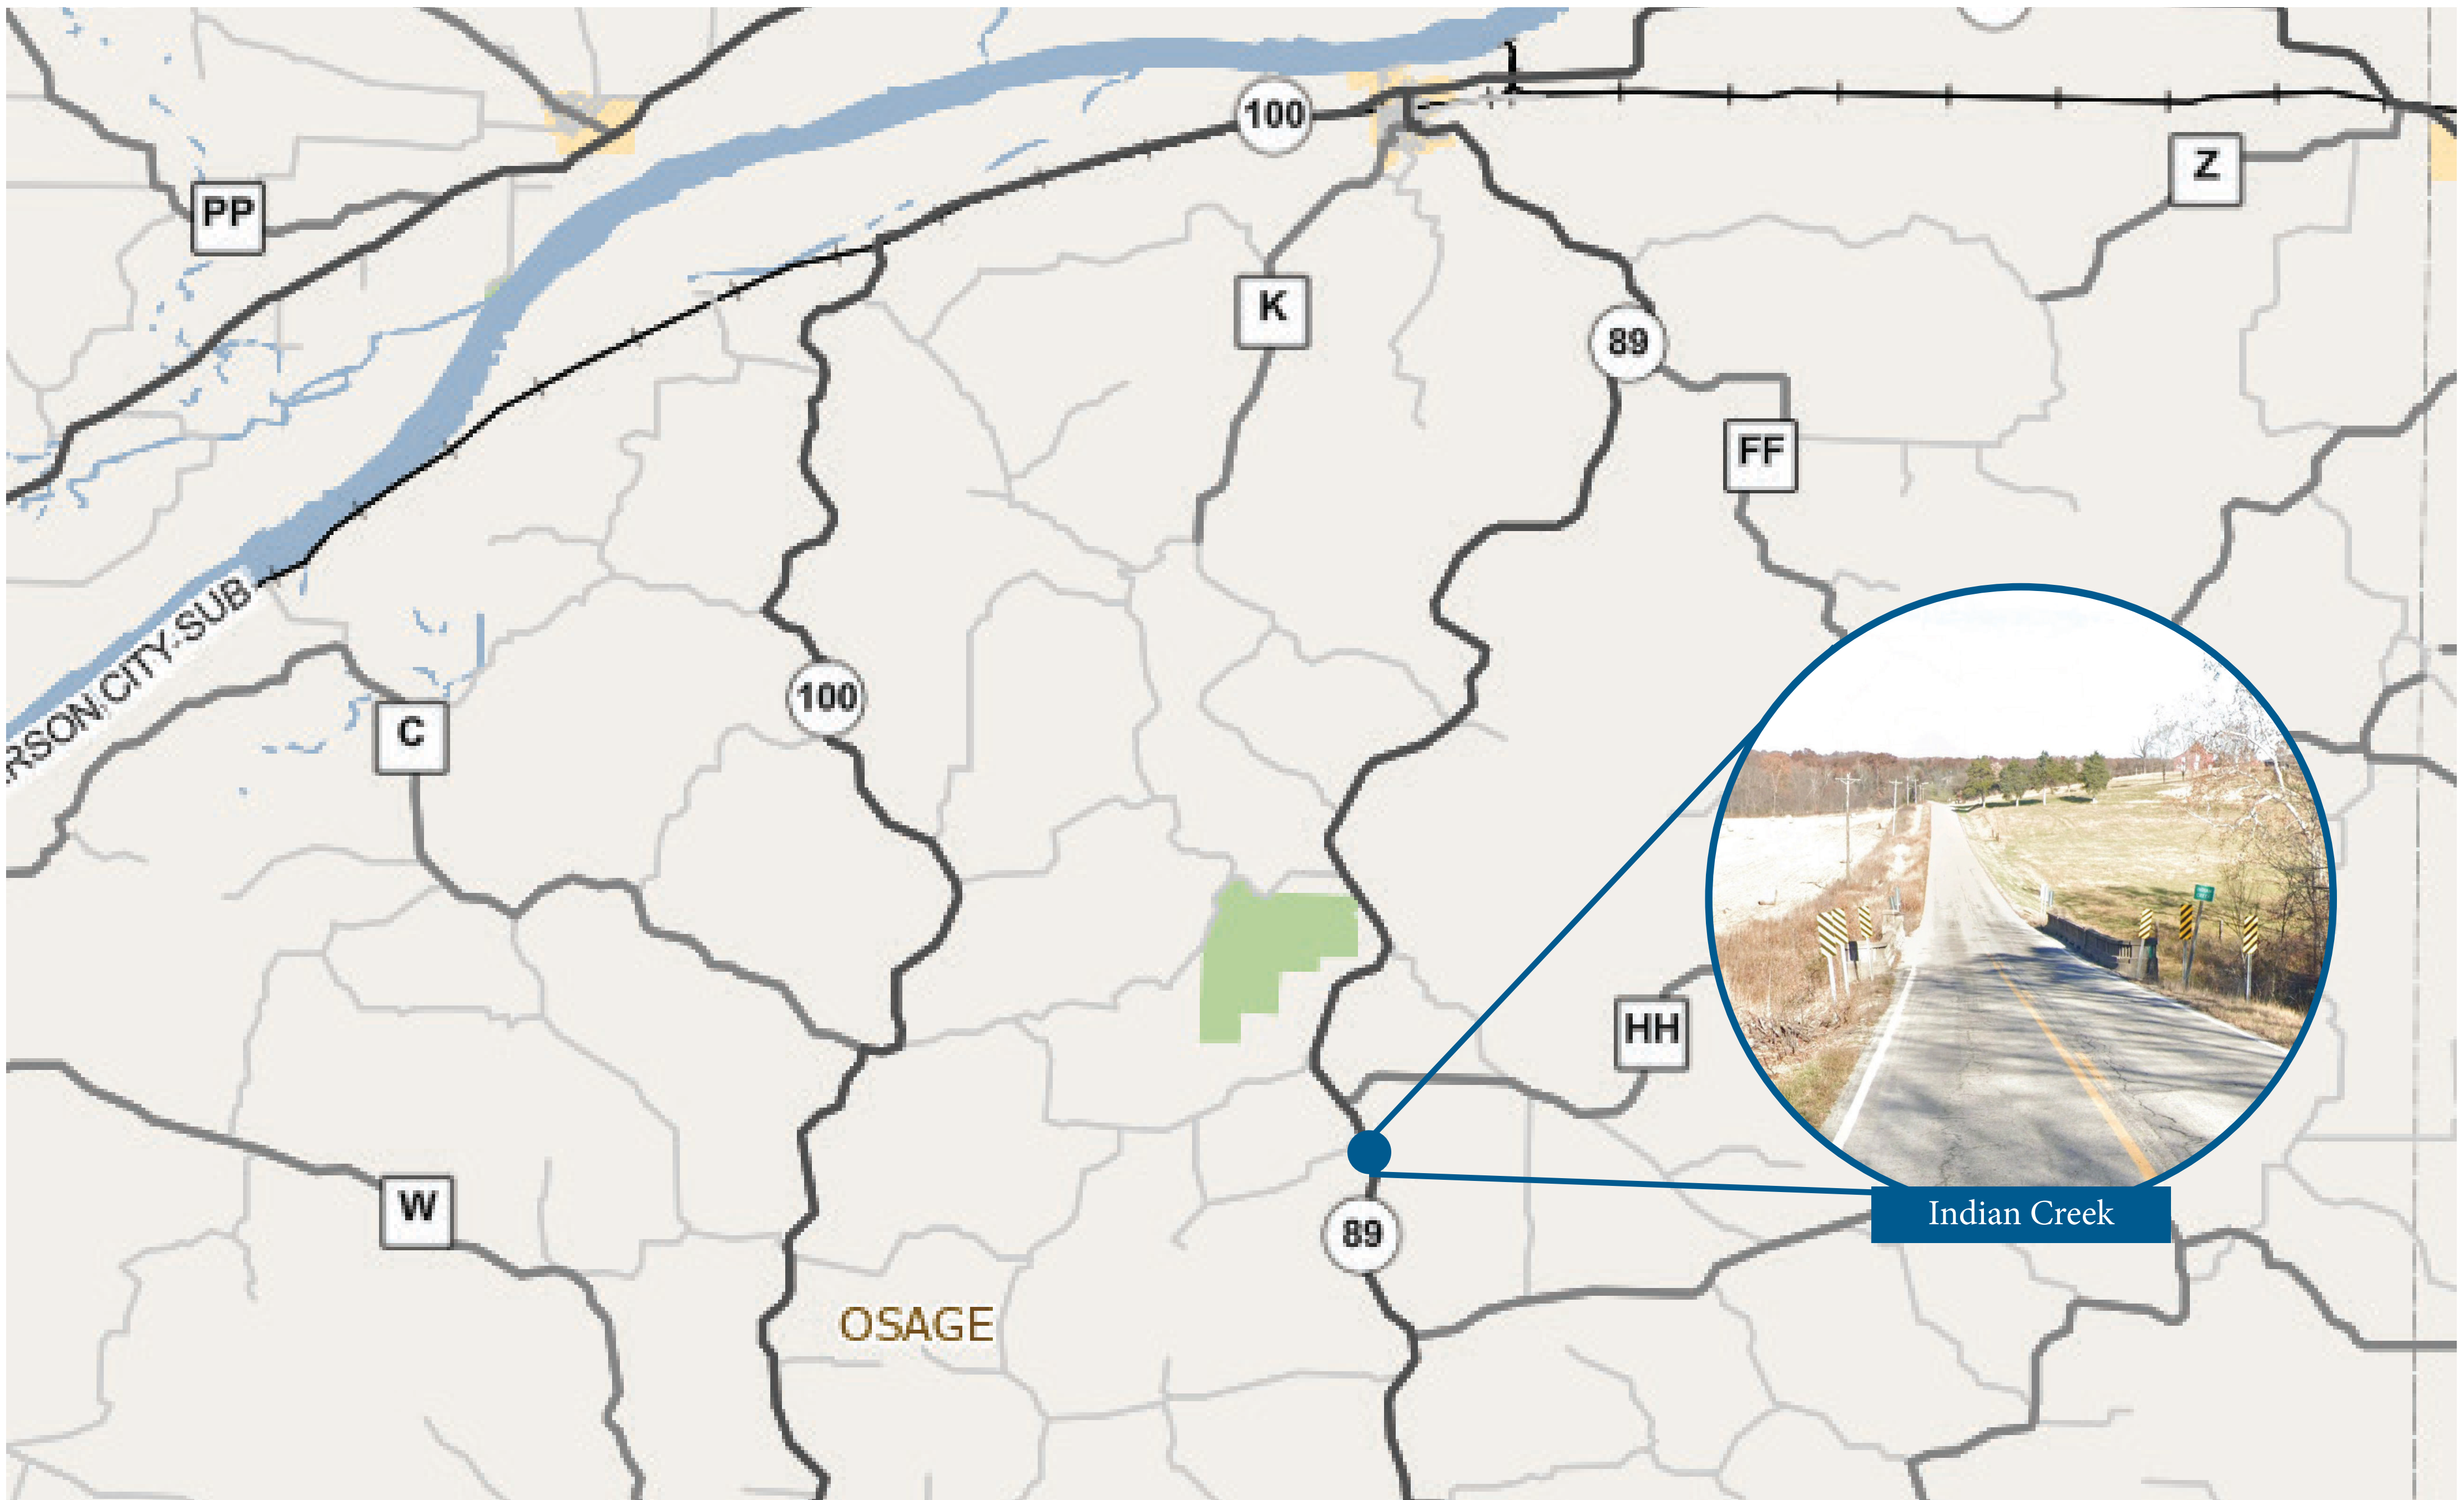 100
Z
PP
K
89
FF
RSON CITY SUB
C
100
HH
W
89
Indian Creek
OSAGE